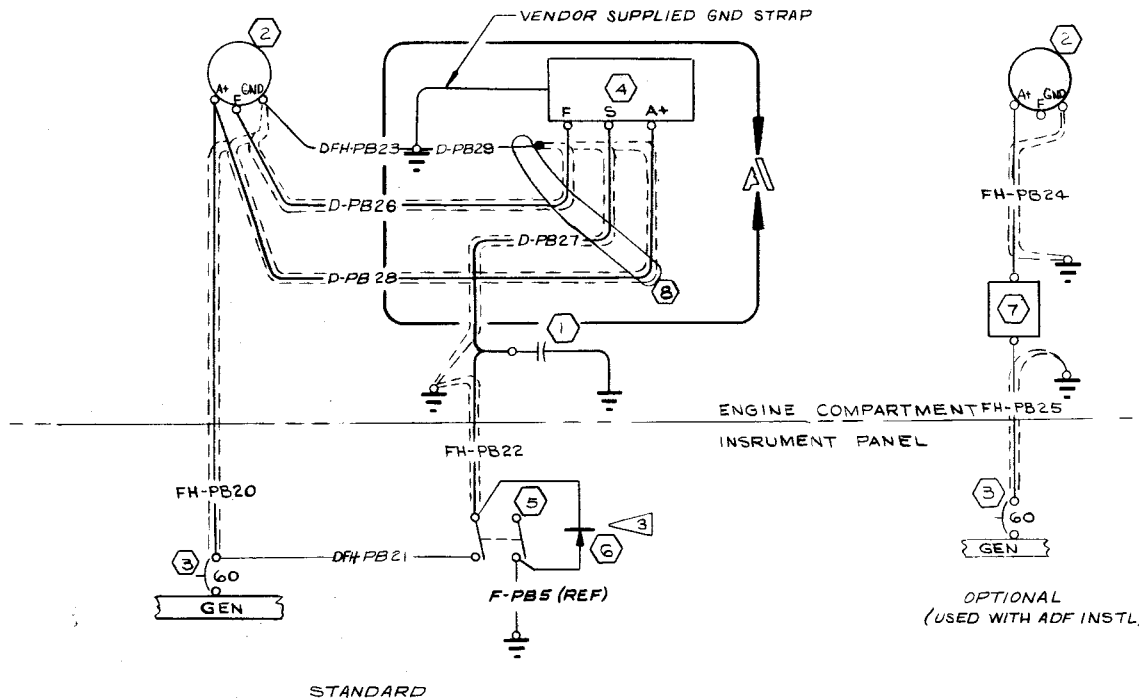 VENDOR SUPPLIED GND STRAP
2
A+ F GND
4
F S A+
2
A+ F GND
DFH-PB23
D-PB29
D-PB26
D-PB27
D-PB28
8
FH-PB24
7
1
ENGINE COMPARTMENT
FH-PB25
INSRUMENT PANEL
FH-PB22
FH-PB20
5
3
6
3
60
GEN
DFH-PB21
F-PB5 (REF)
3
60
GEN
OPTIONAL
(USED WITH ADF INSTL
STANDARD